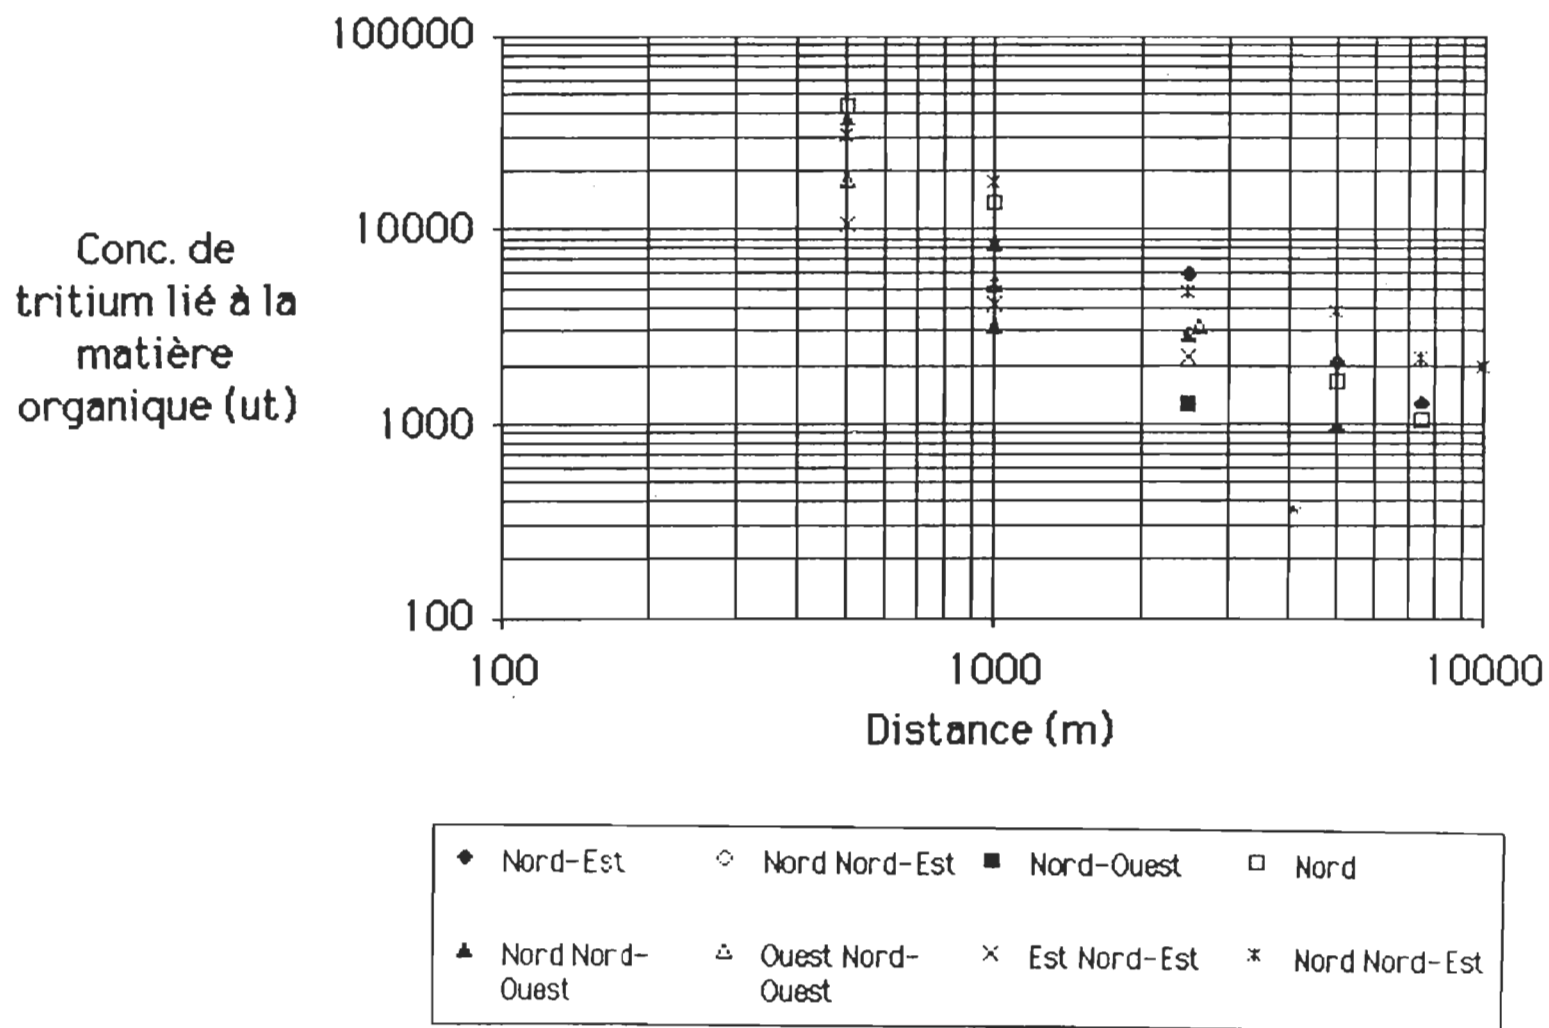 100000
10000
1000
100
Conc. de
tritium lié à la
matière
organique (ut)
100 1000 10000
Distance (m)
Nord-Est Nord Nord-Est Nord-Ouest Nord
Nord Nord- Ouest Nord- Est Nord-Est Nord Nord-Est
Ouest Ouest